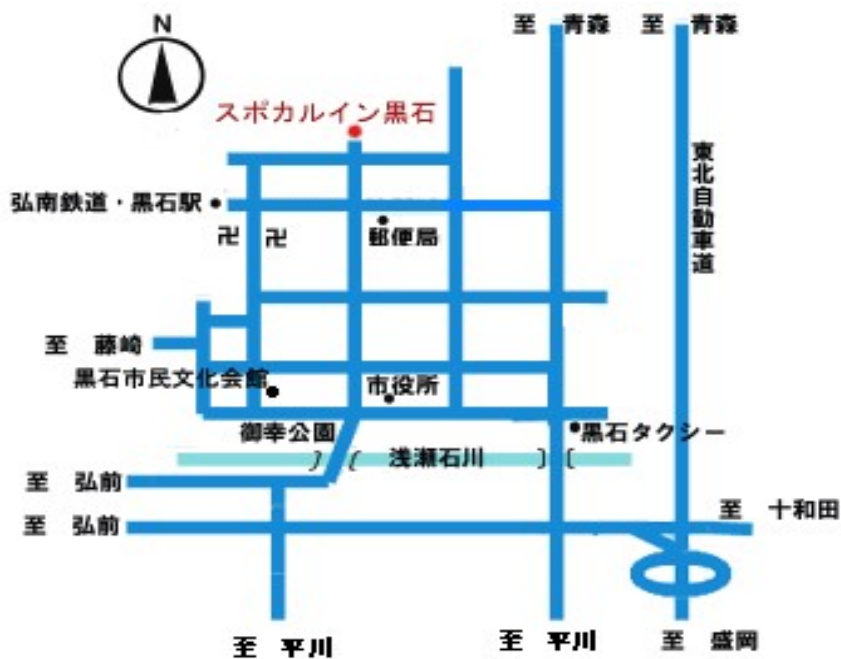 至 青森
至 青森
N
スポカルイン黒石
東北自動車道
弘南鉄道・黒石駅
卍
卍
郵便局
至 藤崎
黒石市民文化会館
市役所
御幸公園
黒石タクシー
浅瀬石川
至 弘前
至 弘前
至 十和田
至 平川
至 平川
至 盛岡